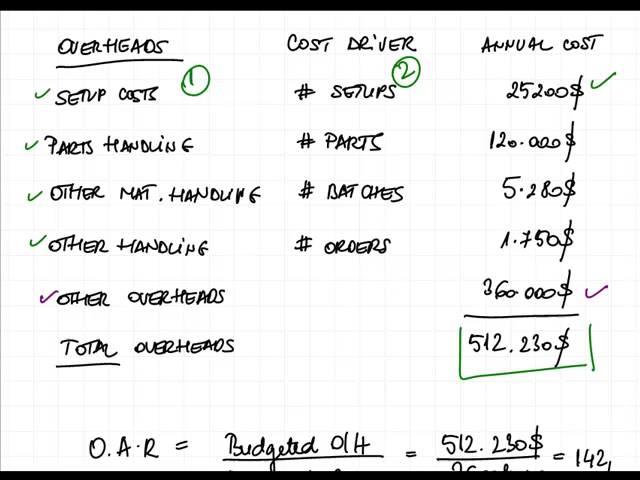 OVERHEADS COST DRIVER ANNUAL COST
① ②
SETUP COSTS # SETUPS 25200$
PARTS HANDLING # PARTS 120.000$
OTHER MAT. HANDLING # BATCHES 5.280$
OTHER HANDLING # ORDERS 1.750$
OTHER OVERHEADS 360.000$
TOTAL OVERHEADS 512.230$
O.A.R = Budgeted O/H = 512.230$ = 142,